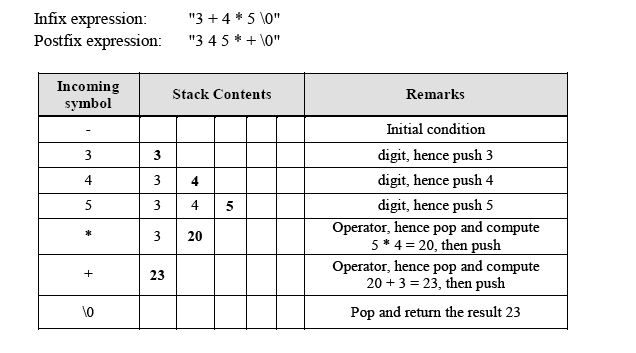 Infix expression: "3 + 4 * 5 \0"
Postfix expression: "3 4 5 * + \0"
Incoming symbol Stack Contents Remarks
- Initial condition
3 3 digit, hence push 3
4 3 4 digit, hence push 4
5 3 4 5 digit, hence push 5
* 3 20 Operator, hence pop and compute
5 * 4 = 20, then push
+ 23 Operator, hence pop and compute
20 + 3 = 23, then push
\0 Pop and return the result 23